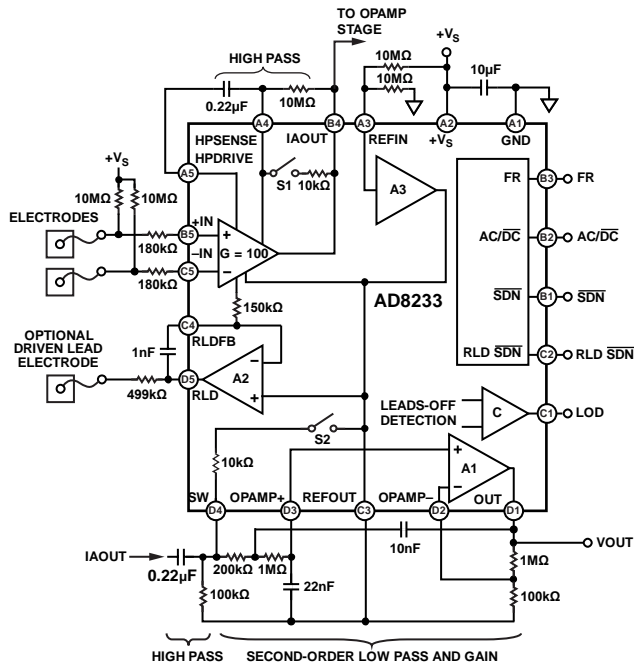 TO OPAMP
STAGE
+VS
HIGH PASS
10MΩ
10MΩ
10µF
0.22µF
10MΩ
A4
B4
A3
A2
A1
HPSENSE
IAOUT
REFIN
+VS
GND
HPDRIVE
A5
+VS
S1
10kΩ
A3
FR
B3
FR
10MΩ
10MΩ
ELECTRODES
+IN
B5
+
G = 100
180kΩ
–IN
C5
–
180kΩ
AC/DC
B2
AC/DC
AD8233
SDN
B1
SDN
150kΩ
C4
RLDFB
RLD SDN
C2
RLD SDN
OPTIONAL
DRIVEN LEAD
ELECTRODE
1nF
–
A2
+
D5
RLD
499kΩ
LEADS-OFF
DETECTION
C
C1
LOD
S2
10kΩ
+
A1
–
SW
OPAMP+
REFOUT
OPAMP–
OUT
D4
D3
C3
D2
D1
10nF
VOUT
IAOUT
0.22µF
200kΩ
1MΩ
1MΩ
100kΩ
22nF
100kΩ
HIGH PASS
SECOND-ORDER LOW PASS AND GAIN